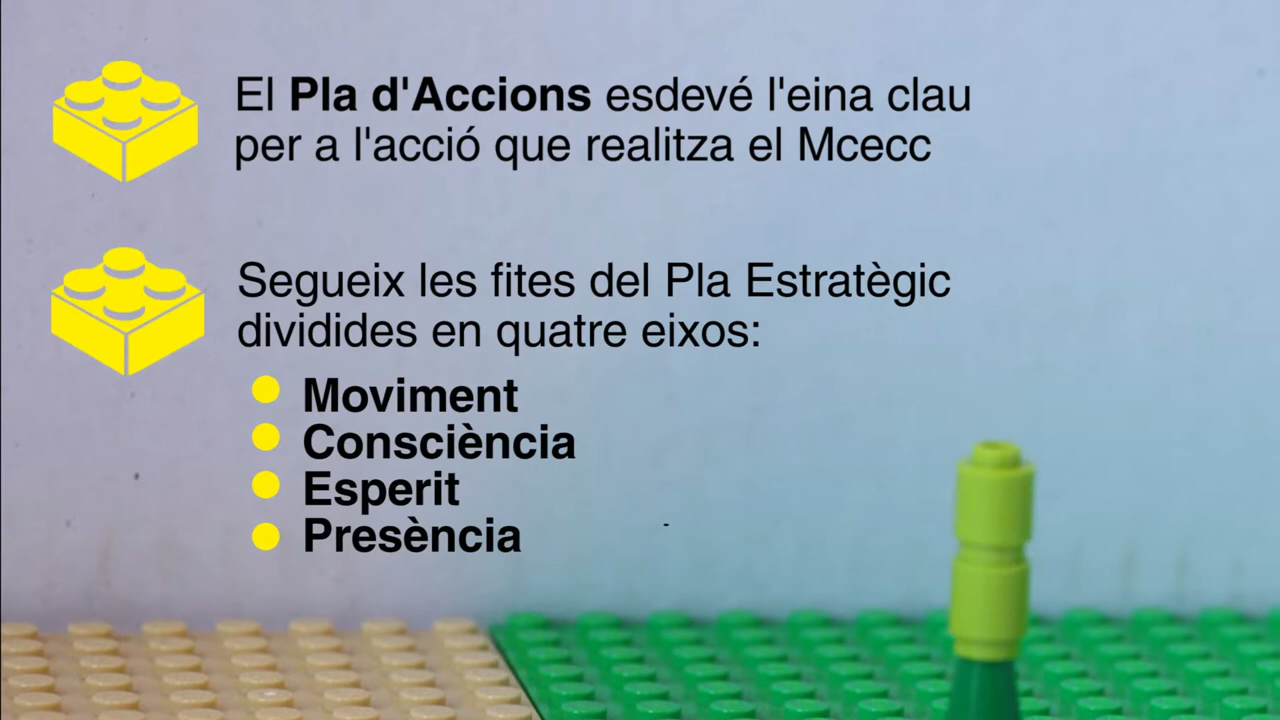 El Pla d'Accions esdevé l'eina clau
per a l'acció que realitza el Mcecc
Segueix les fites del Pla Estratègic
dividides en quatre eixos:
Moviment
Consciència
Esperit
Presència